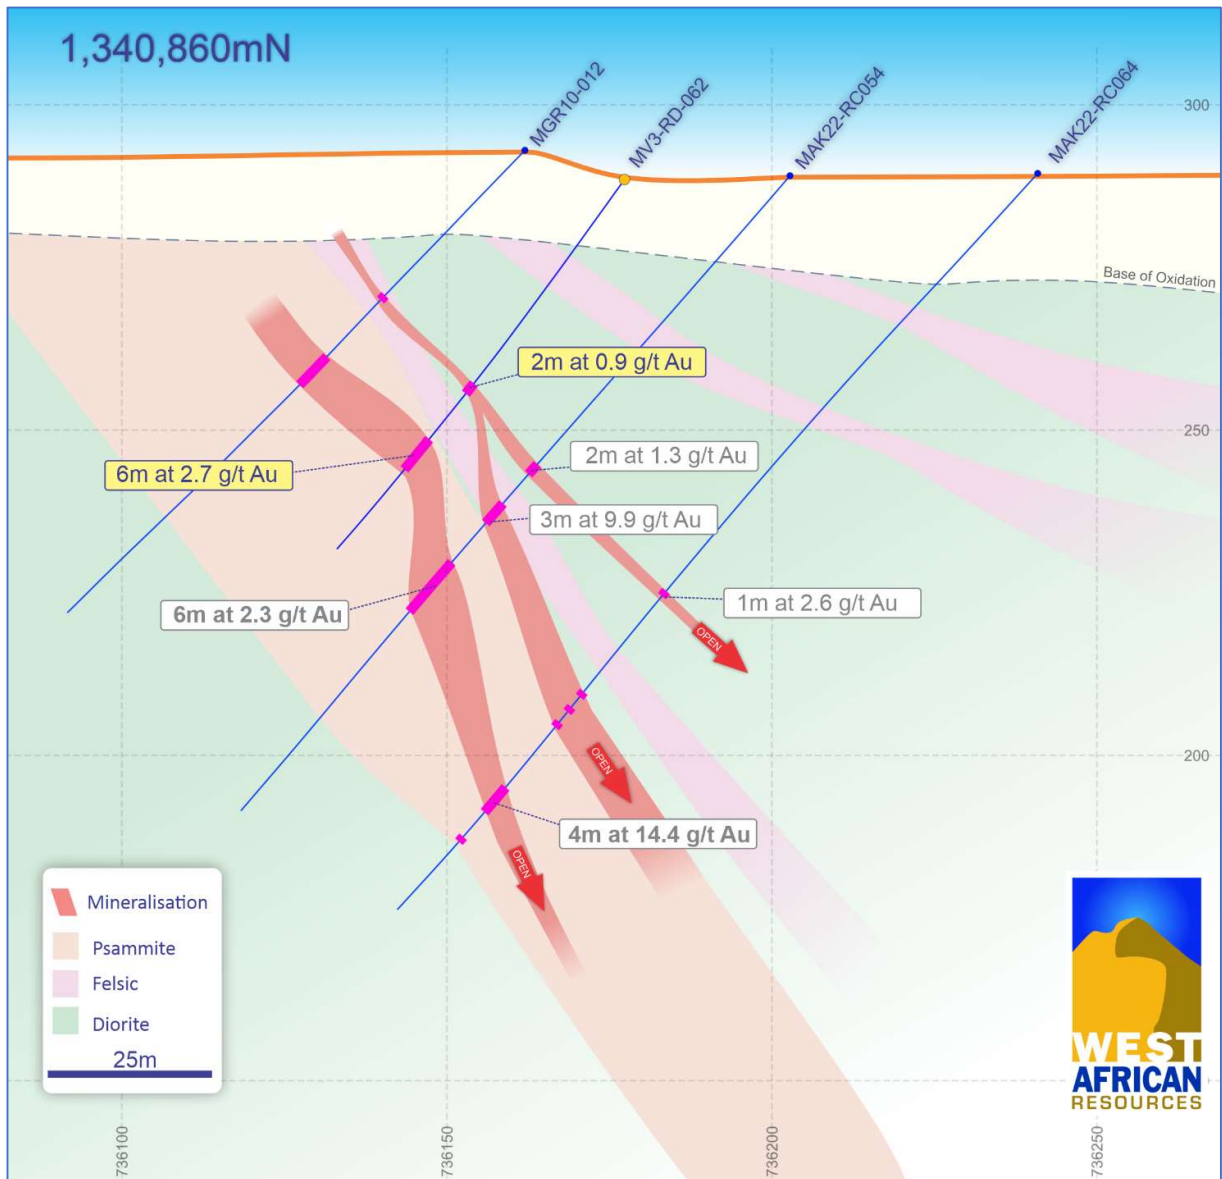 1,340,860mN
MGR10-012
MV3-RD-062
MAK22-RC054
MAK22-RC064
300
Base of Oxidation
2m at 0.9 g/t Au
250
2m at 1.3 g/t Au
6m at 2.7 g/t Au
3m at 9.9 g/t Au
1m at 2.6 g/t Au
6m at 2.3 g/t Au
OPEN
200
OPEN
4m at 14.4 g/t Au
OPEN
Mineralisation
Psammite
Felsic
Diorite
25m
WEST
AFRICAN
RESOURCES
736100
736150
736200
736250